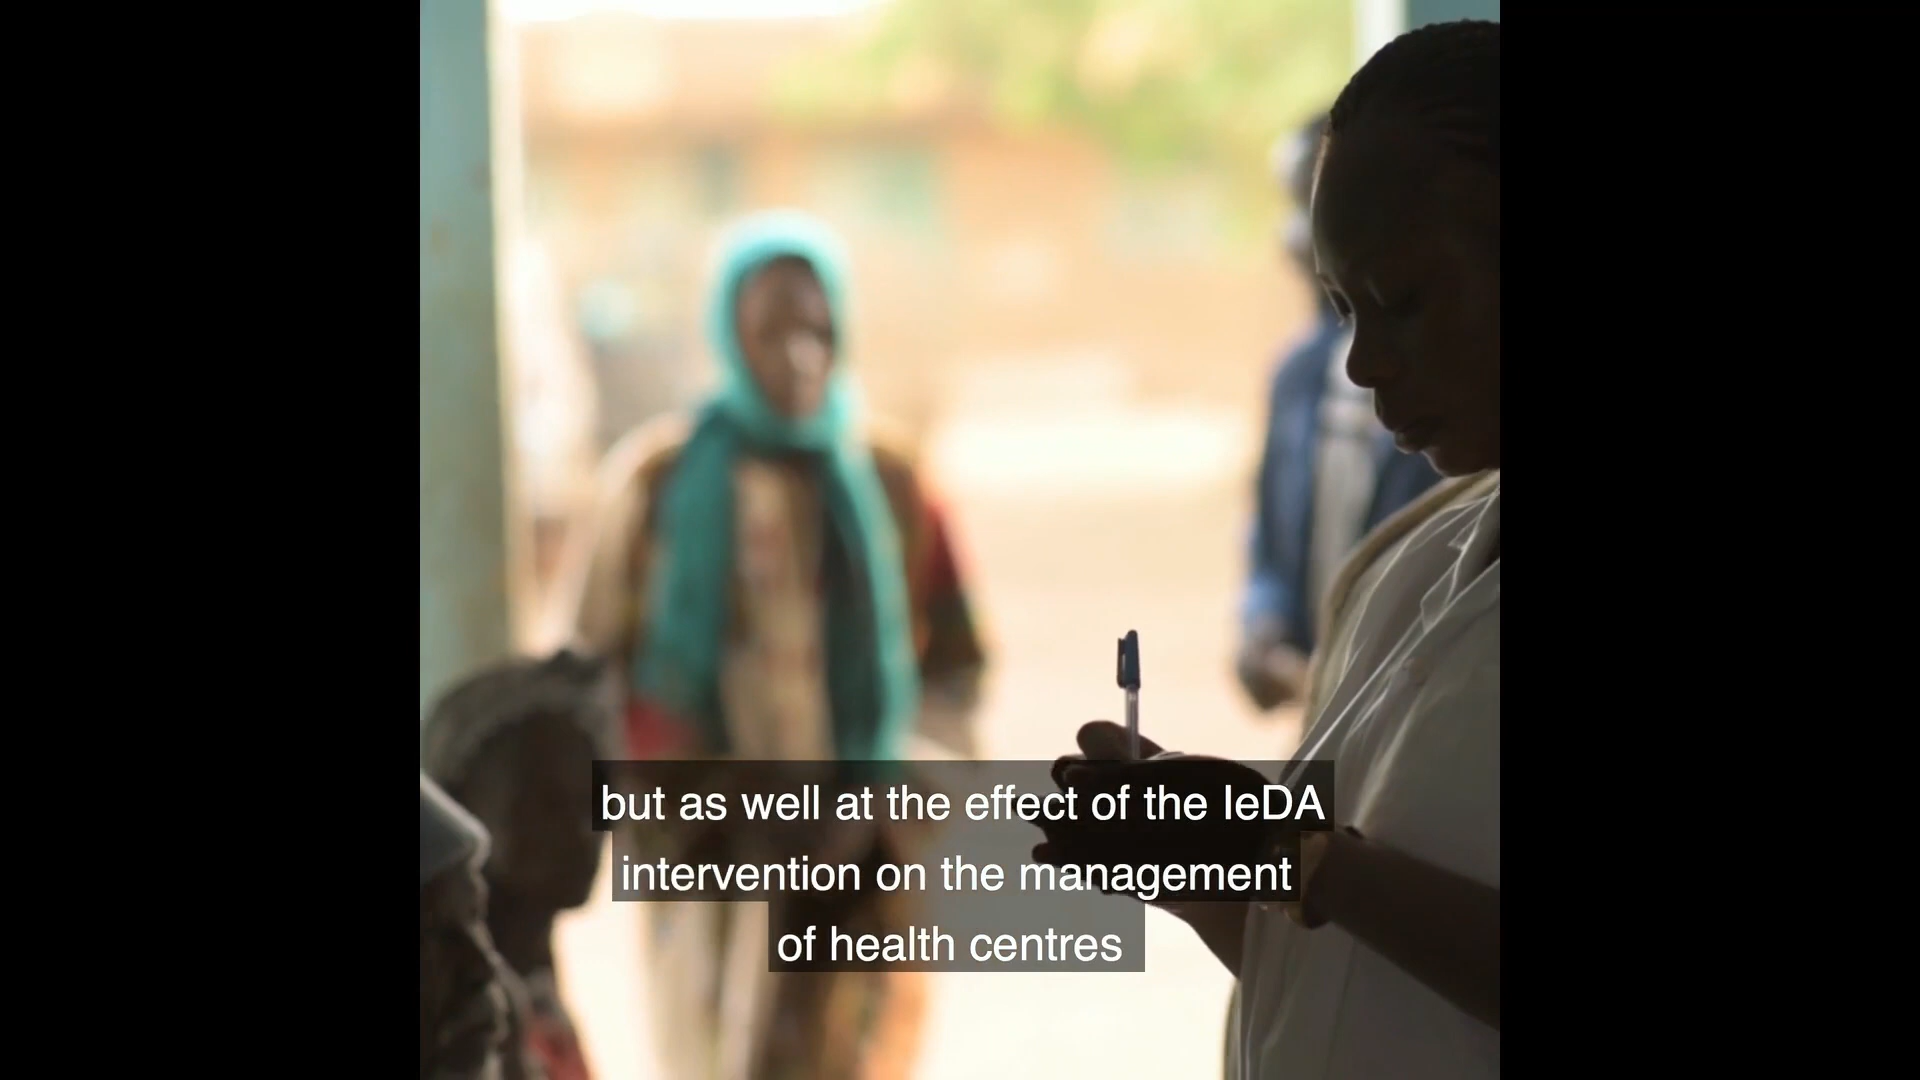 but as well at the effect of the IeDA
intervention on the management
of health centres